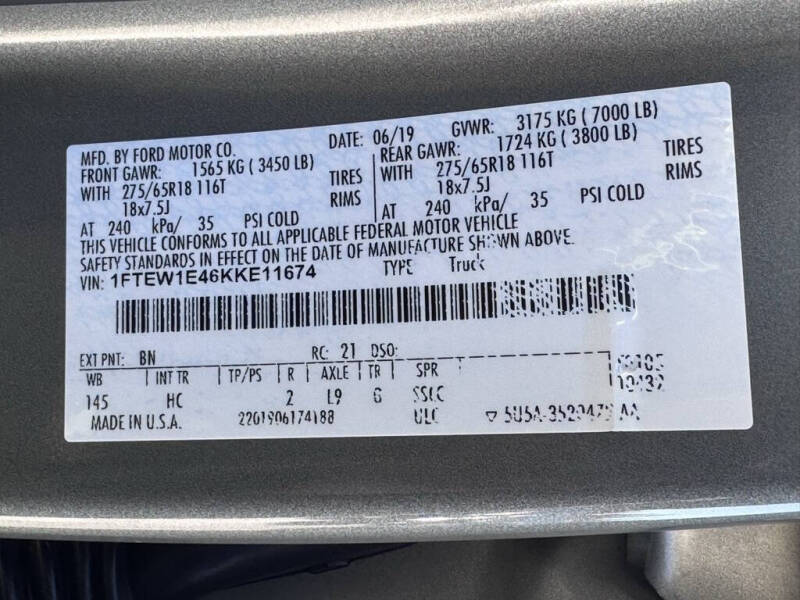 MFD. BY FORD MOTOR CO. DATE: 06/19 GVWR: 3175 KG ( 7000 LB)
FRONT GAWR: 1565 KG ( 3450 LB) REAR GAWR: 1724 KG ( 3800 LB)
WITH 275/65R18 116T TIRES WITH 275/65R18 116T TIRES
18x7.5J RIMS 18x7.5J RIMS
AT 240 kPa/ 35 PSI COLD AT 240 kPa/ 35 PSI COLD
THIS VEHICLE CONFORMS TO ALL APPLICABLE FEDERAL MOTOR VEHICLE
SAFETY STANDARDS IN EFFECT ON THE DATE OF MANUFACTURE SHOWN ABOVE.
VIN: 1FTEW1E46KKE11674 TYPE Truck
EXT PNT: BN RC: 21 DSO:
WB INT TR TP/PS R AXLE TR SPR
145 HC 2 L9
MADE IN U.S.A. 2201906174188 ULC